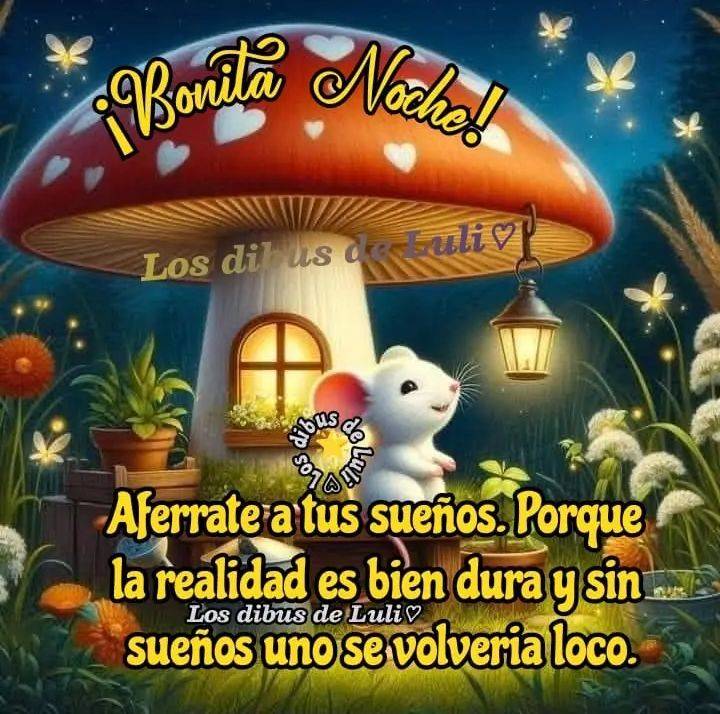 ¡Bonita Noche!
Los dibus de Luli♡
Los dibus de Luli♡
Aferrate a tus sueños. Porque
la realidad es bien dura y sin
Los dibus de Luli♡
sueños uno se volveria loco.